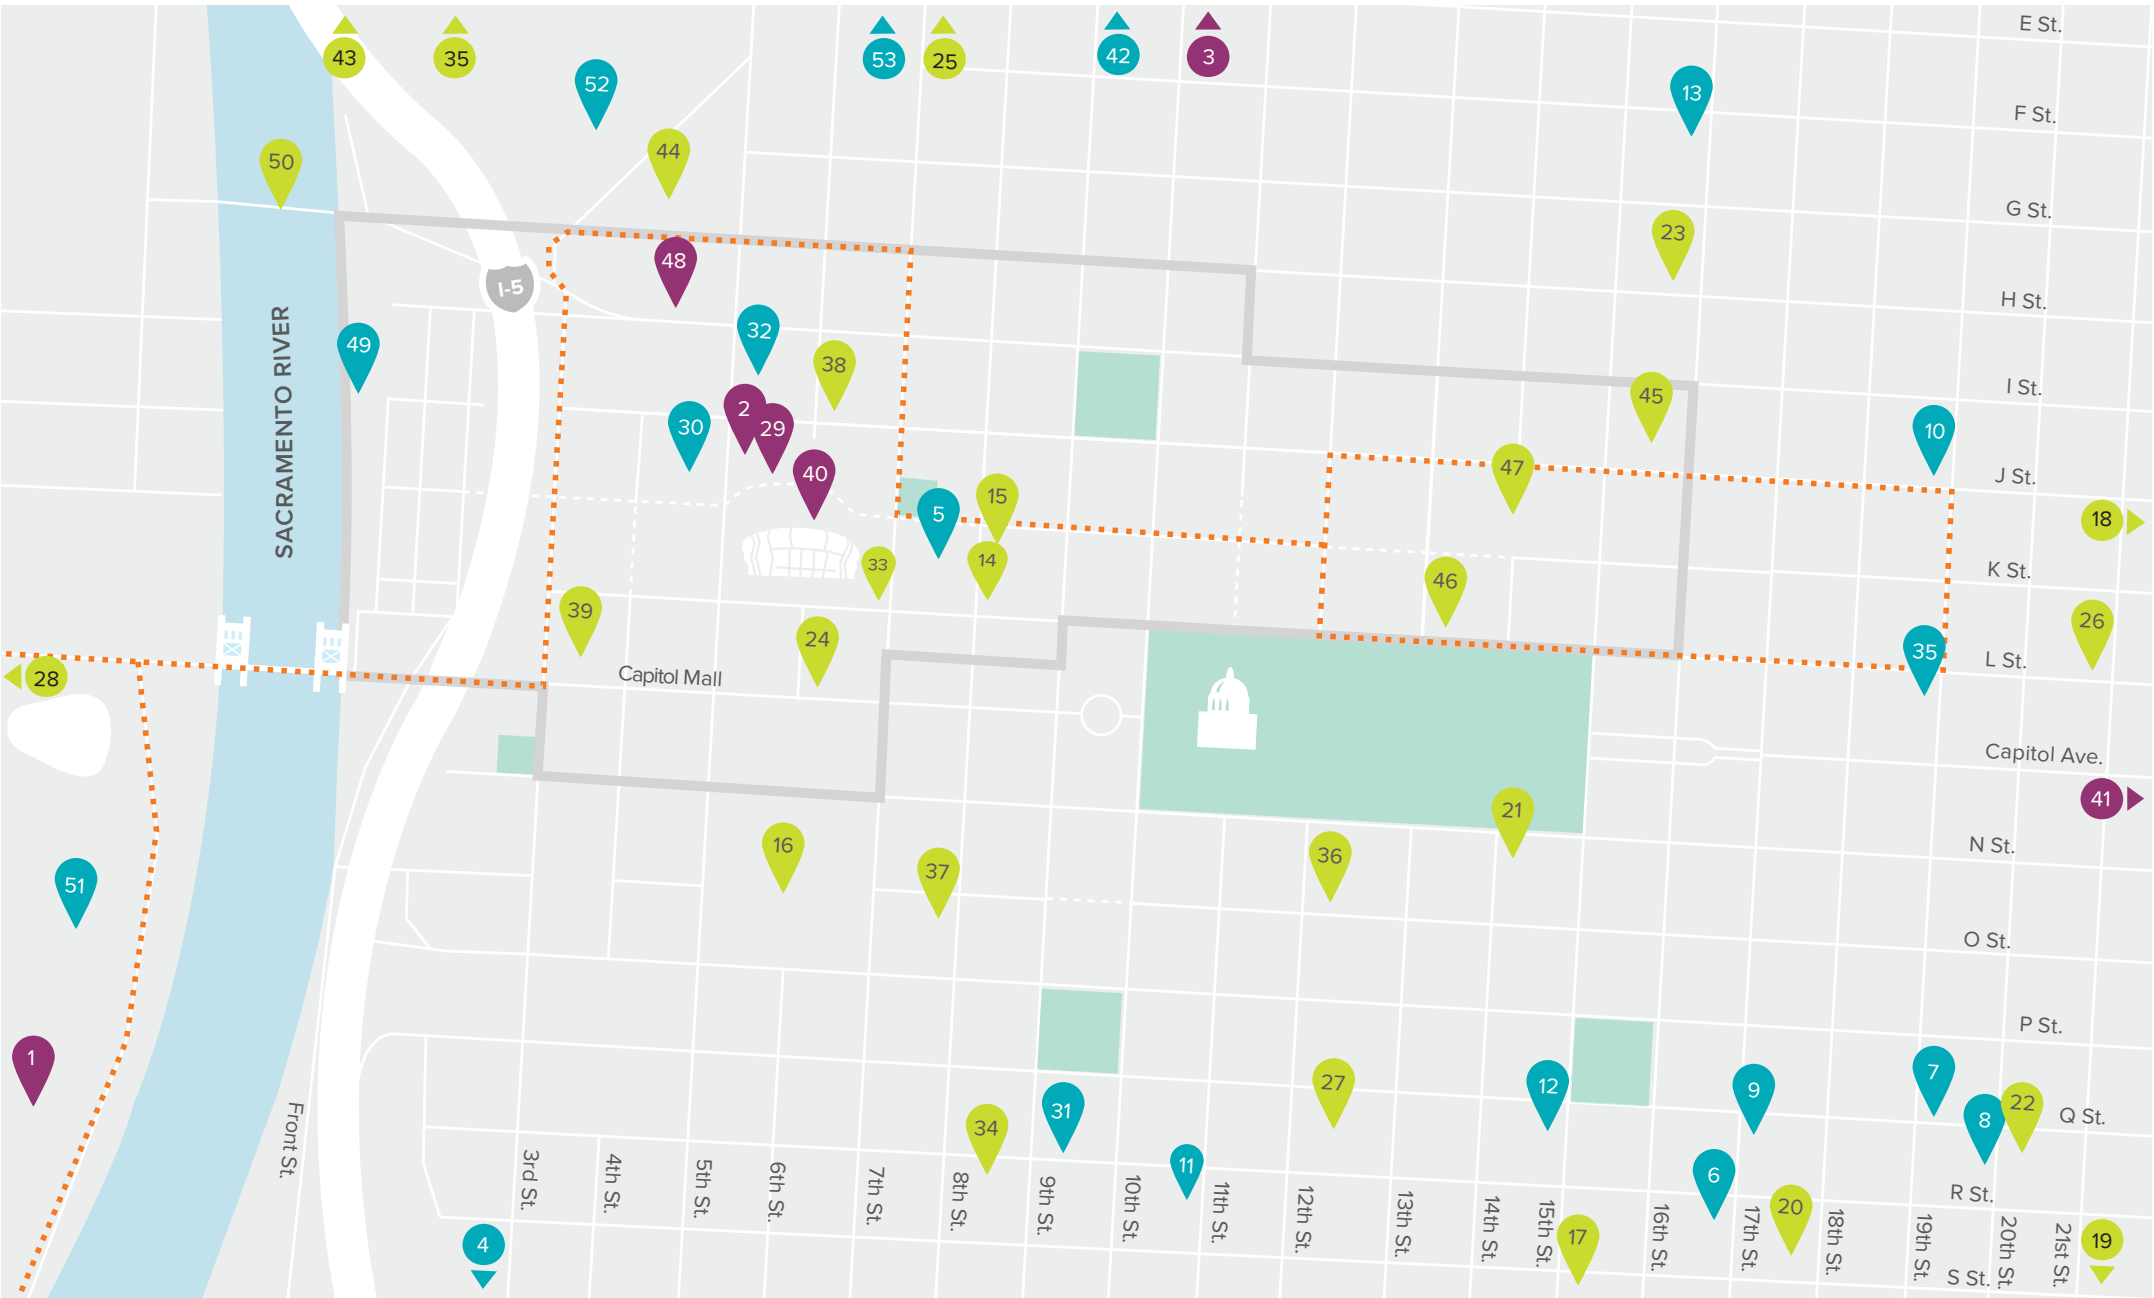 E St.
43
35
53
25
42
3
52
13
F St.
44
50
G St.
23
48
I-5
H St.
32
49
38
I St.
45
2
30
29
10
47
40
J St.
15
5
18
14
33
K St.
46
39
26
24
35
L St.
Capitol Mall
28
SACRAMENTO RIVER
Capitol Ave.
41
21
16
N St.
36
37
51
O St.
P St.
1
7
27
12
9
22
31
8
Q St.
34
11
6
R St.
20
17
19
4
S St.
Front St.
3rd St.
4th St.
5th St.
6th St.
7th St.
8th St.
9th St.
10th St.
11th St.
12th St.
13th St.
14th St.
15th St.
16th St.
17th St.
18th St.
19th St.
20th St.
21st St.